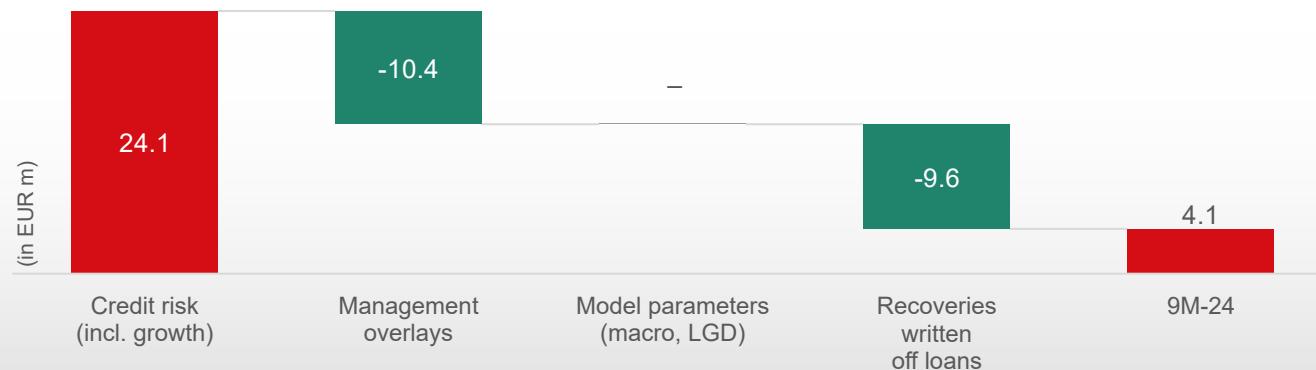 24.1
-10.4
–
-9.6
4.1
(in EUR m)
Credit risk
(incl. growth)
Management
overlays
Model parameters
(macro, LGD)
Recoveries
written
off loans
9M-24